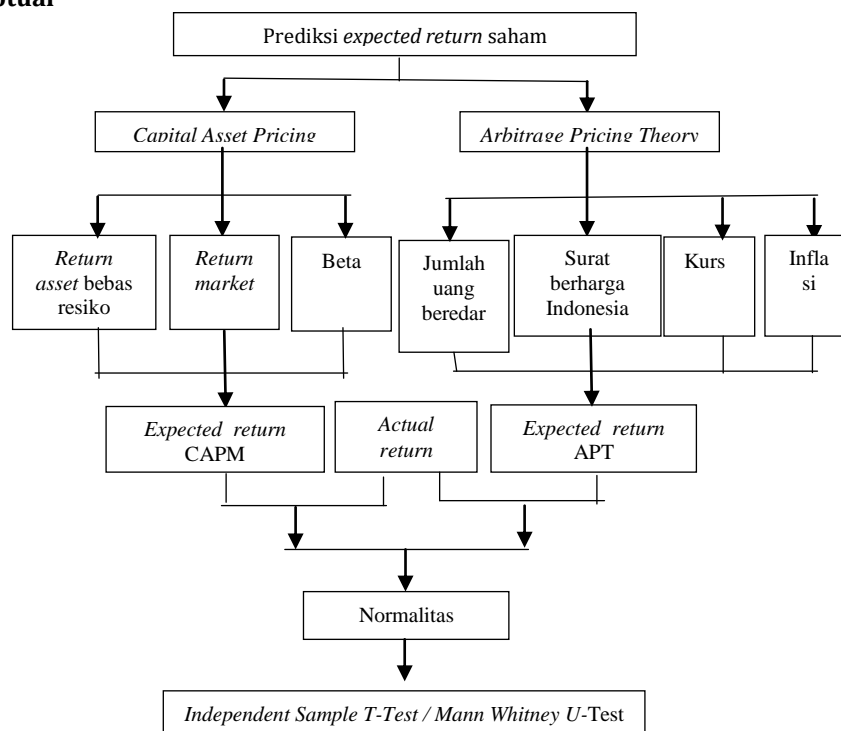 Prediksi expected return saham
Capital Asset Pricing
Arbitrage Pricing Theory
Return
asset bebas
resiko
Return
market
Beta
Jumlah
uang
beredar
Surat
berharga
Indonesia
Kurs
Infla
si
Expected return
CAPM
Actual
return
Expected return
APT
Normalitas
Independent Sample T-Test / Mann Whitney U-Test